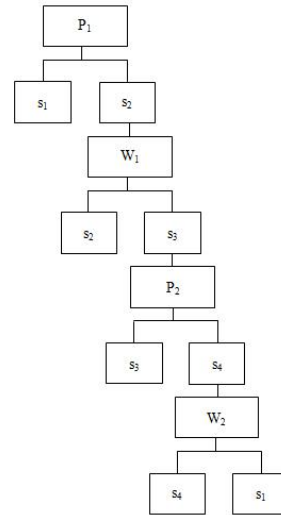 P₁
s₁ s₂
W₁
s₂ s₃
P₂
s₃ s₄
W₂
s₄ s₁